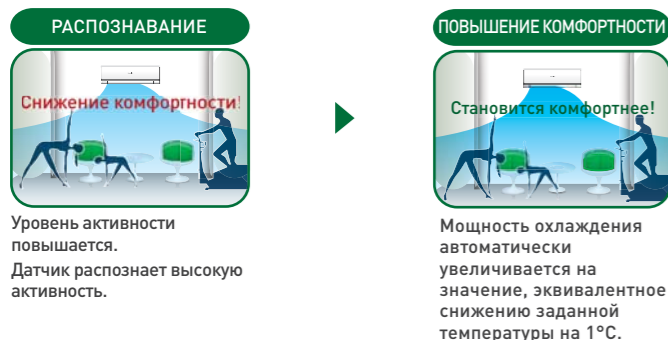 РАСПОЗНАВАНИЕ
Снижение комфоргности!
Уровень активности
повышается.
Датчик распознает высокую
активность.
ПОВЫШЕНИЕ КОМФОРТНОСТИ
Становится комфортнее!
Мощность охлаждения
автоматически
увеличивается на
значение, эквивалентное
снижению заданной
температуры на 1°C.